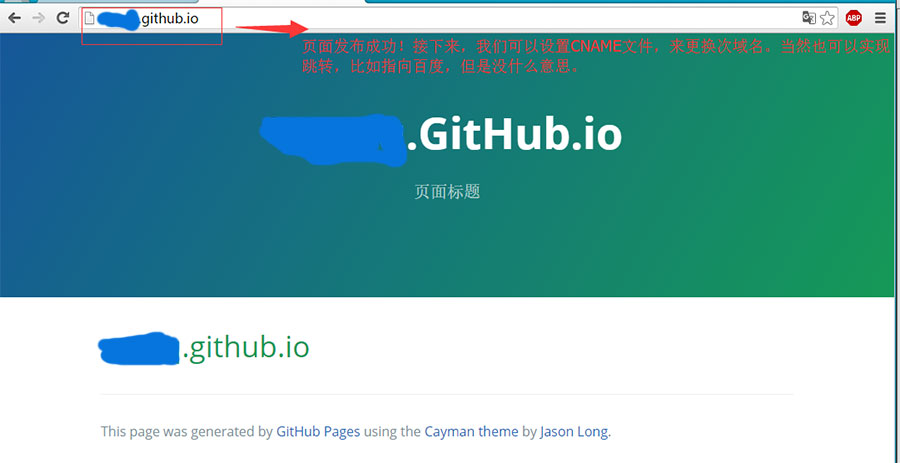 .github.io
ABP
页面发布成功！接下来，我们可以设置CNAME文件，来更换次域名。当然也可以实现
跳转，比如指向百度，但是没什么意思。
.GitHub.io
页面标题
.github.io
This page was generated by GitHub Pages using the Cayman theme by Jason Long.